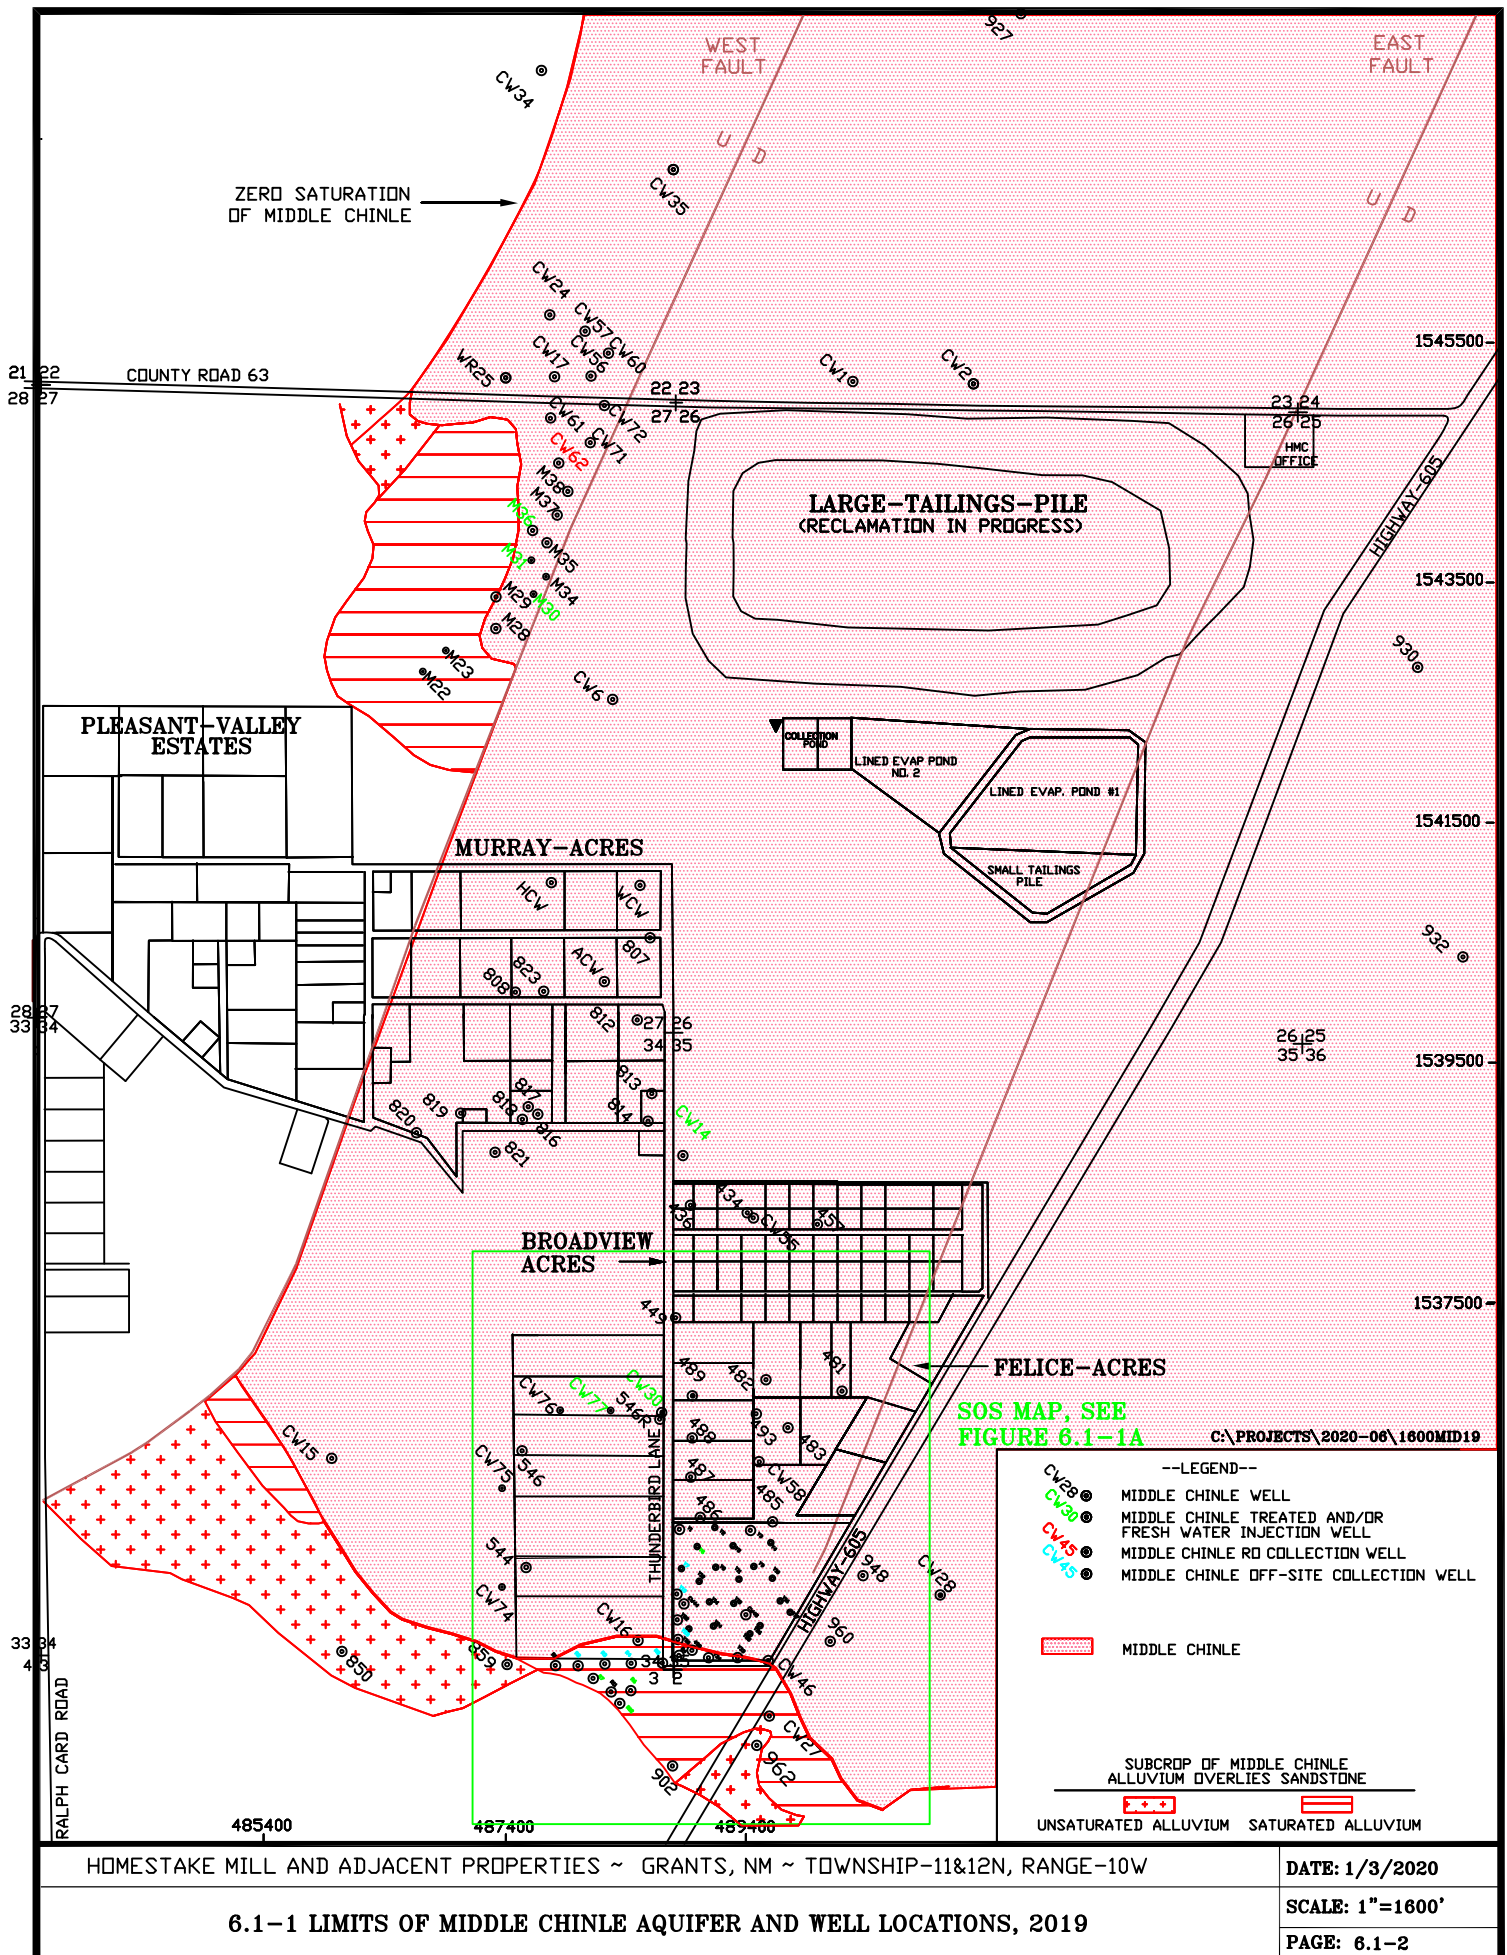 927
WEST
FAULT
EAST
FAULT
CW34
U D
CW35
U D
ZERO SATURATION
OF MIDDLE CHINLE
CW24
CW57
CW60
CW17
CW56
WR25
CW1
CW2
1545500
21 22
28 27
COUNTY ROAD 63
22 23
27 26
23 24
26 25
CW61
CW72
CW71
CW62
HMC
OFFICE
HIGHWAY-605
M38
M37
M36
M35
M31
M34
M30
M29
M28
M23
M22
LARGE-TAILINGS-PILE
(RECLAMATION IN PROGRESS)
1543500
930
CW6
PLEASANT-VALLEY
ESTATES
COLLECTION
POND
LINED EVAP POND
NO. 2
LINED EVAP. POND #1
SMALL TAILINGS
PILE
1541500
MURRAY-ACRES
HCW
WCW
807
932
808
823
ACW
812
28 27
33 34
27 26
34 35
26 25
35 36
1539500
813
814
817
818
816
819
820
821
CW14
436
434
CW55
457
BROADVIEW
ACRES
449
1537500
FELICE-ACRES
489
482
481
CW76
CW77
CW30
546R
SOS MAP, SEE
FIGURE 6.1-1A
C:\PROJECTS\2020-06\1600MID19
CW15
488
493
483
CW75
546
487
CW58
485
486
THUNDERBIRD LANE
544
CW74
HIGHWAY-605
948
CW28
CW16
960
859
850
33 34
4 3
34 35
3 2
CW46
CW27
902
962
RALPH CARD ROAD
485400
487400
489400
--LEGEND--
CW28 MIDDLE CHINLE WELL
CW30 MIDDLE CHINLE TREATED AND/OR
FRESH WATER INJECTION WELL
CW45 MIDDLE CHINLE RO COLLECTION WELL
CW45 MIDDLE CHINLE OFF-SITE COLLECTION WELL
MIDDLE CHINLE
SUBCROP OF MIDDLE CHINLE
ALLUVIUM OVERLIES SANDSTONE
UNSATURATED ALLUVIUM SATURATED ALLUVIUM
HOMESTAKE MILL AND ADJACENT PROPERTIES ~ GRANTS, NM ~ TOWNSHIP-11&12N, RANGE-10W
DATE: 1/3/2020
6.1-1 LIMITS OF MIDDLE CHINLE AQUIFER AND WELL LOCATIONS, 2019
SCALE: 1"=1600'
PAGE: 6.1-2